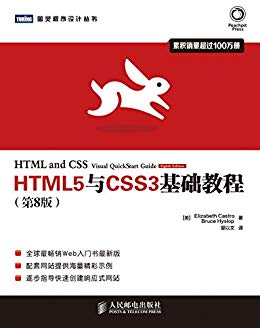 TURING 图灵程序设计丛书
Peachpit Press
累积销量超过100万册
HTML and CSS Visual QuickStart Guide Eighth Edition
HTML5与CSS3基础教程
(第8版)
[美] Elizabeth Castro
Bruce Hyslop 著
望以文 译
全球最畅销Web入门书最新版
配套网站提供海量精彩示例
逐步指导快速创建响应式网站
人民邮电出版社
POSTS & TELECOM PRESS